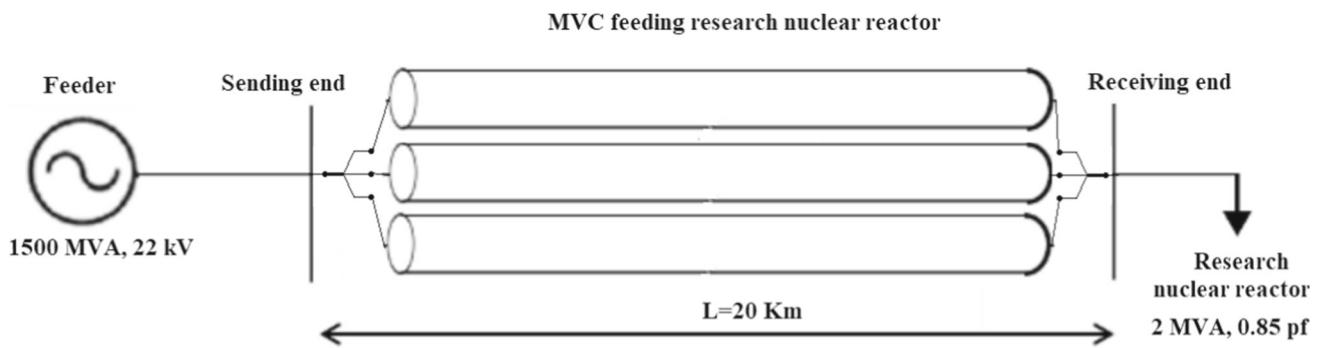 MVC feeding research nuclear reactor
Feeder
Sending end
Receiving end
1500 MVA, 22 kV
L=20 Km
Research
nuclear reactor
2 MVA, 0.85 pf